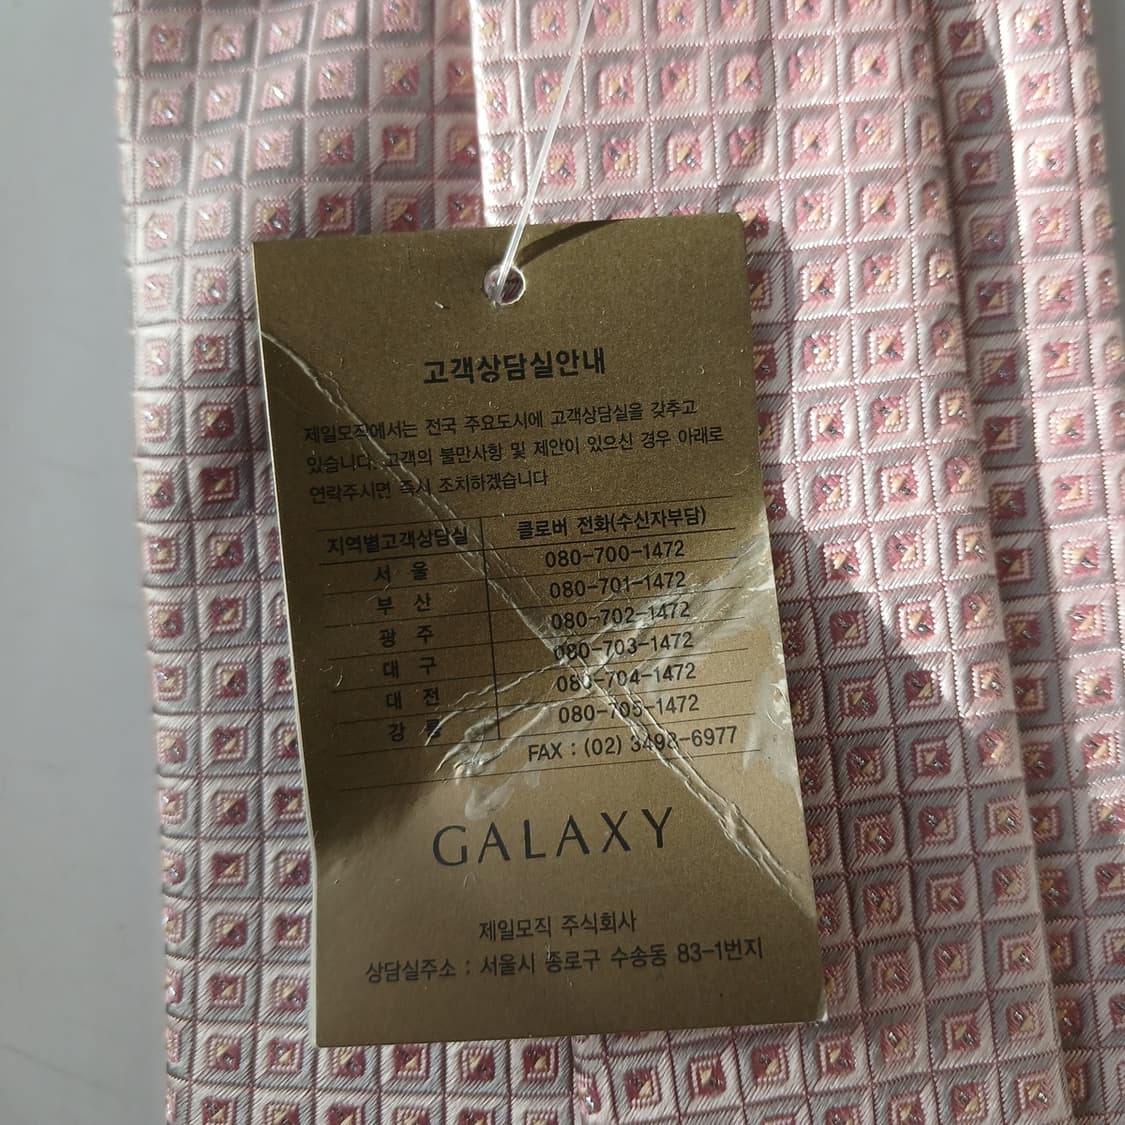 고객상담실안내
제일모직에서는 전국 주요도시에 고객상담실을 갖추고
있습니다. 고객의 불만사항 및 제안이 있으신 경우 아래로
연락주시면 즉시 조치하겠습니다
지역별고객상담실 클로버 전화(수신자부담)
서 울 080-700-1472
부 산 080-701-1472
광 주 080-702-1472
대 구 080-703-1472
대 전 080-704-1472
강 릉 080-705-1472
FAX : (02) 3498-6977
GALAXY
제일모직 주식회사
상담실주소 : 서울시 종로구 수송동 83-1번지